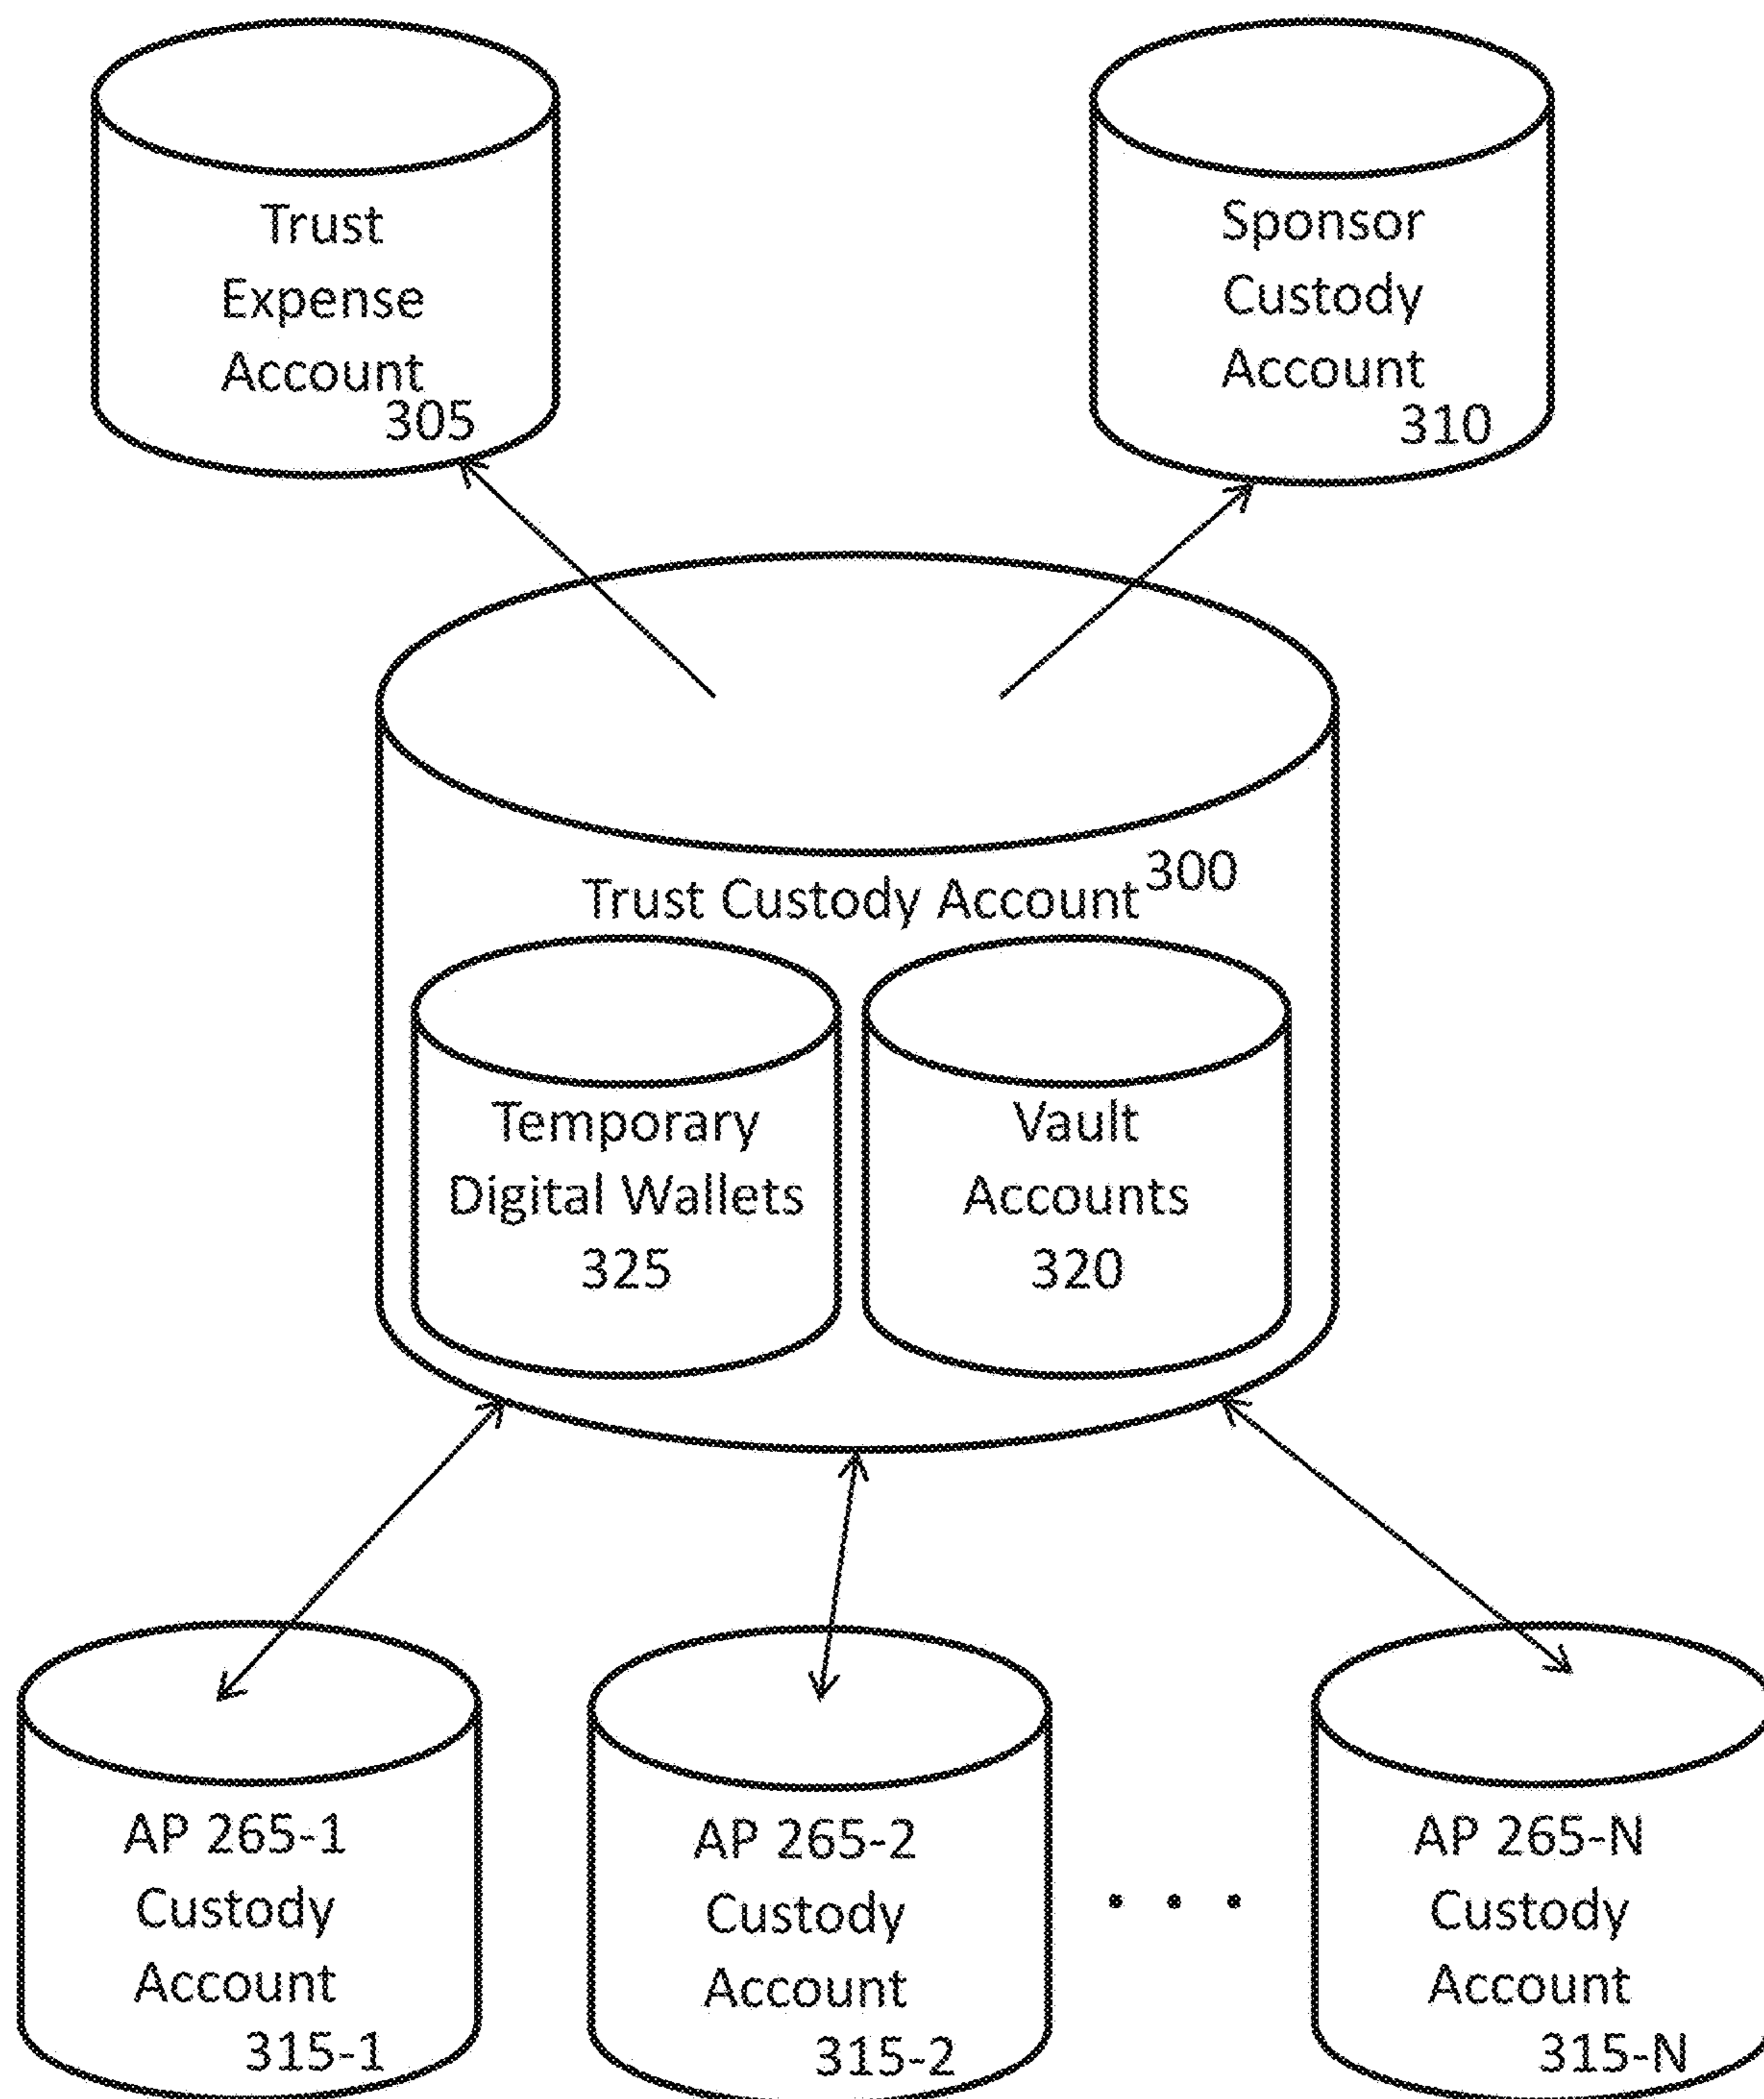 Trust
Expense
Account
305
Sponsor
Custody
Account
310
Trust Custody Account 300
Temporary
Digital Wallets
325
Vault
Accounts
320
AP 265-1
Custody
Account
315-1
AP 265-2
Custody
Account
315-2
. . .
AP 265-N
Custody
Account
315-N